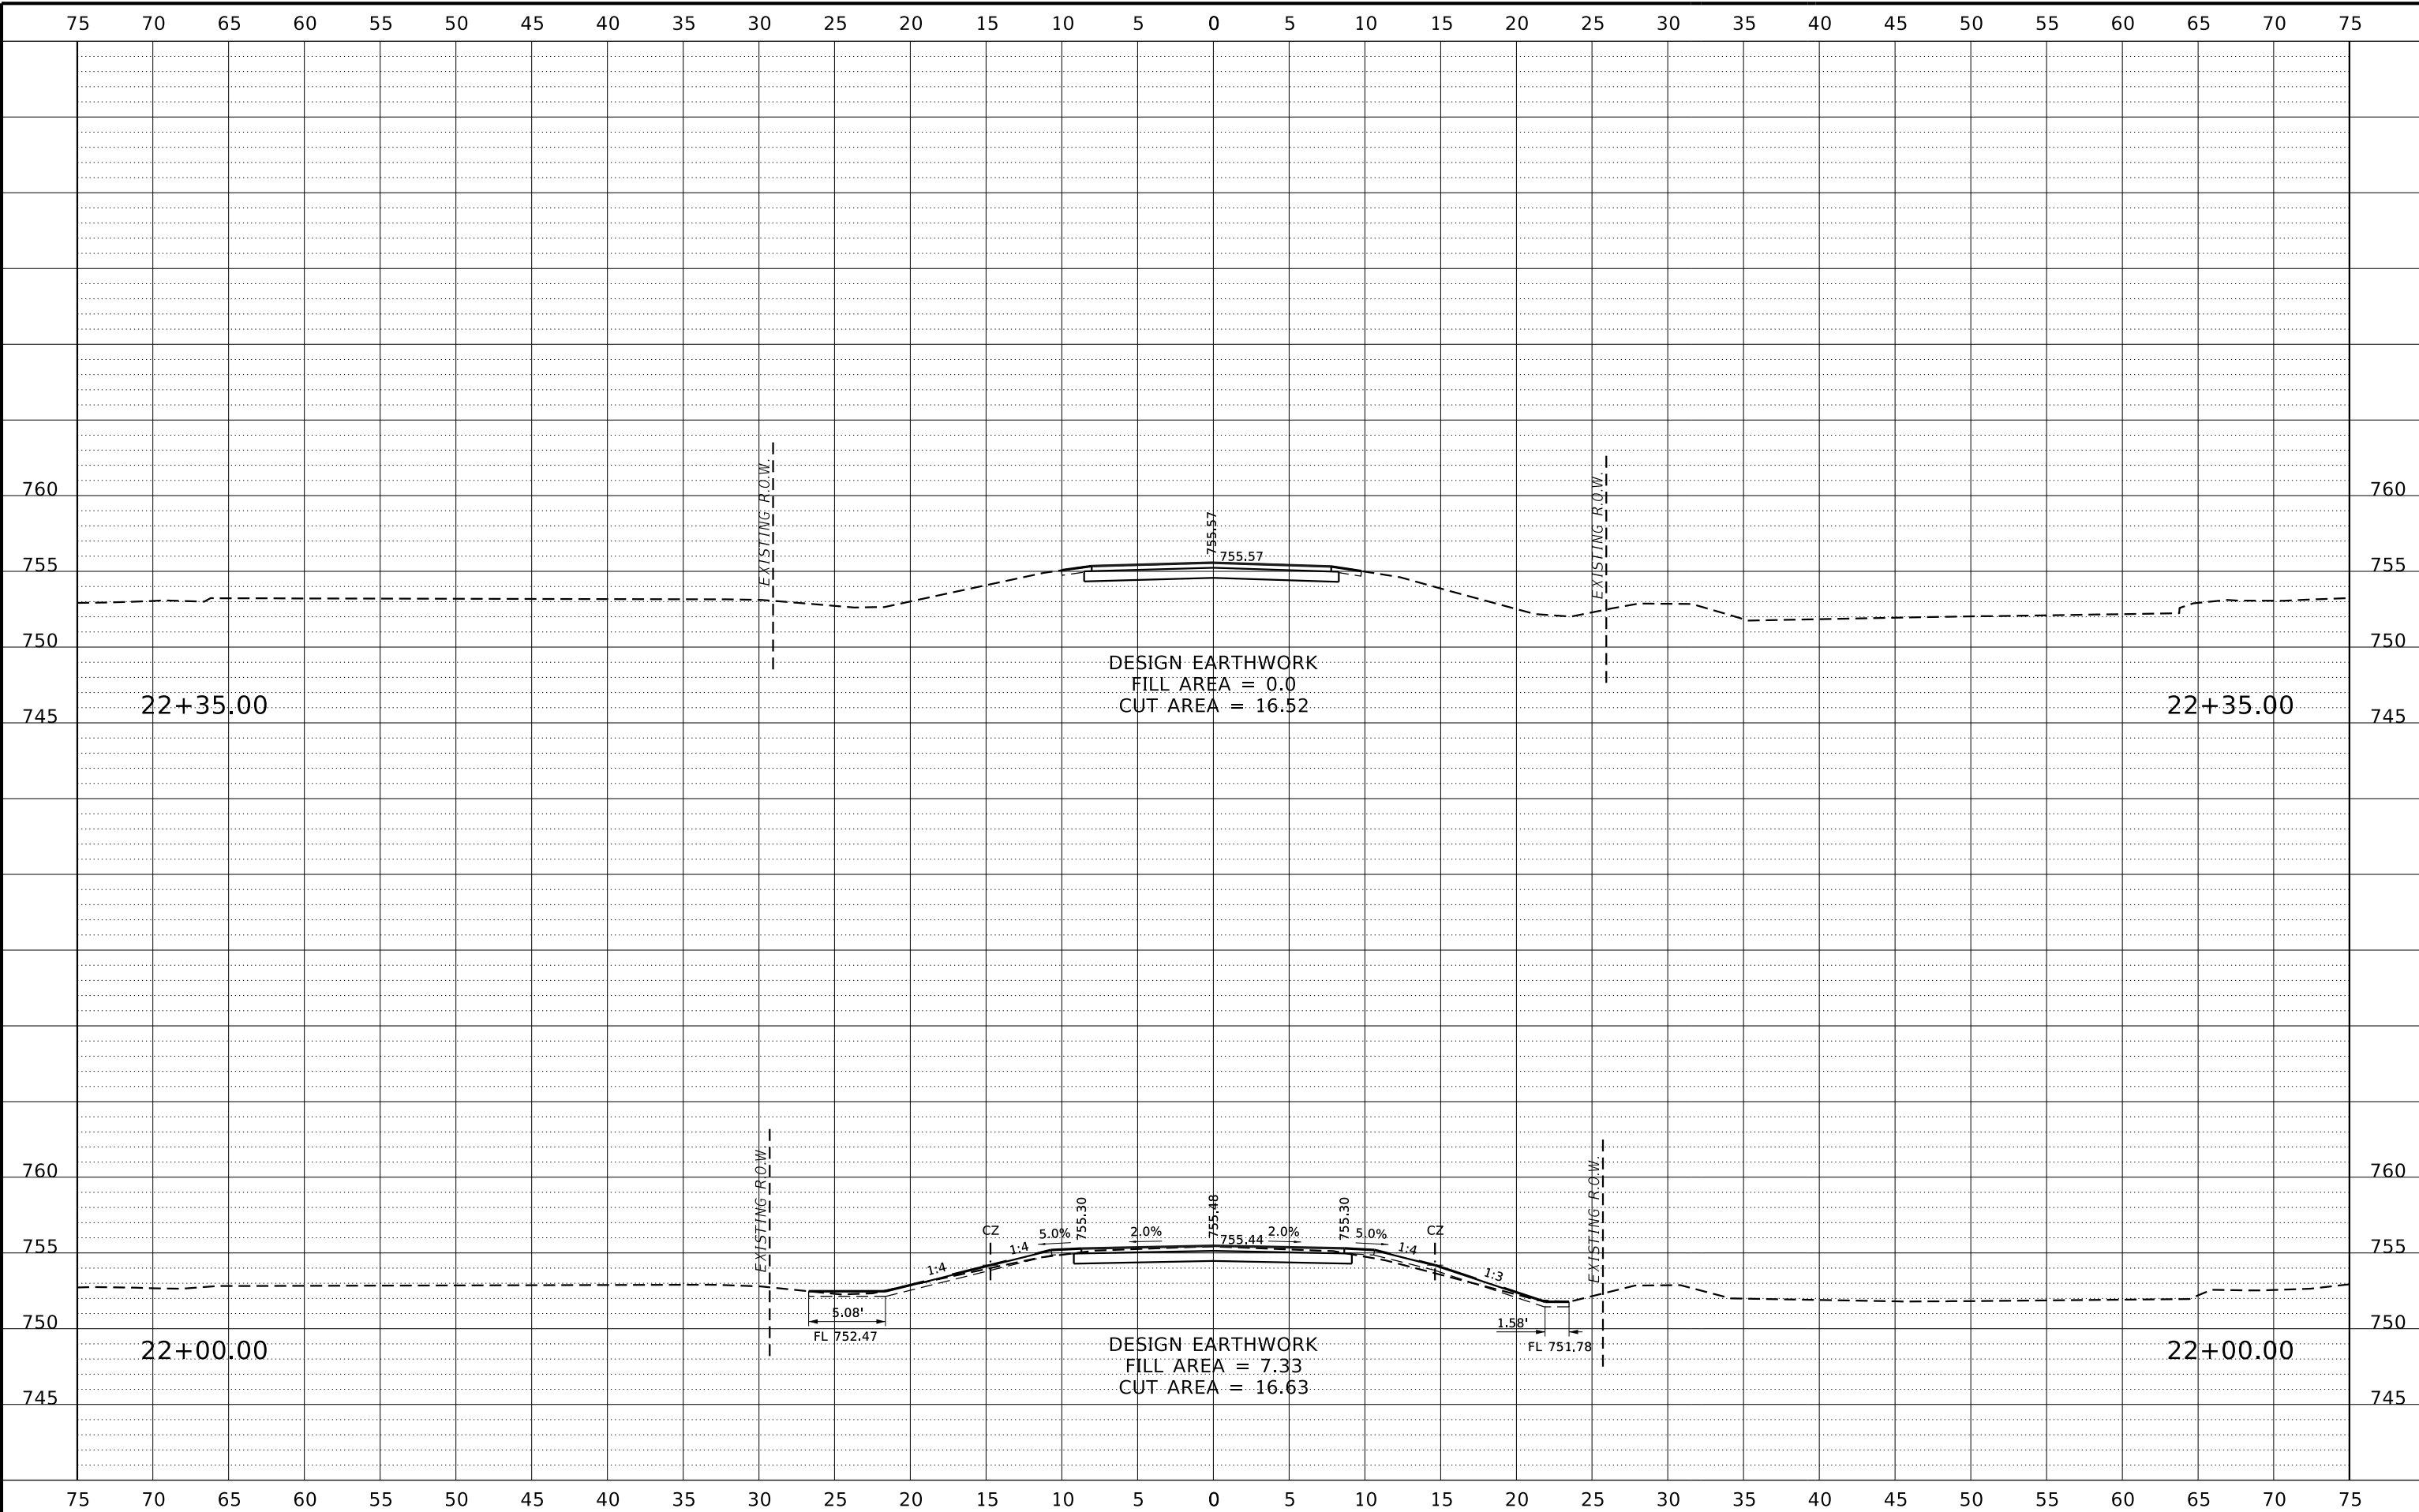 75 70 65 60 55 50 45 40 35 30 25 20 15 10 5 0 5 10 15 20 25 30 35 40 45 50 55 60 65 70 75
EXISTING R.O.W.
EXISTING R.O.W.
760 760
755.57
755.57
755 755
750 750
DESIGN EARTHWORK
FILL AREA = 0.0
CUT AREA = 16.52
22+35.00 22+35.00
745 745
EXISTING R.O.W.
EXISTING R.O.W.
760 760
755.30 755.48 755.30
CZ 5.0% 2.0% 2.0% 5.0% CZ
755.44
1:4 1:4
755 755
1:4 1:3
5.08'
1.58'
750 750
FL 752.47
FL 751.78
DESIGN EARTHWORK
FILL AREA = 7.33
CUT AREA = 16.63
22+00.00 22+00.00
745 745
75 70 65 60 55 50 45 40 35 30 25 20 15 10 5 0 5 10 15 20 25 30 35 40 45 50 55 60 65 70 75